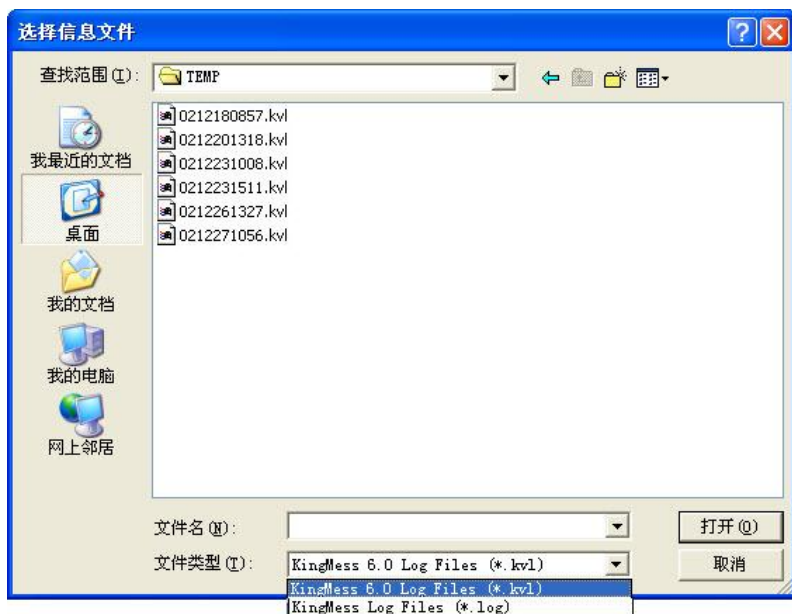 选择信息文件
查找范围(I):
TEMP
我最近的文档
桌面
我的文档
我的电脑
网上邻居
0212180857.kvl
0212201318.kvl
0212231008.kvl
0212231511.kvl
0212261327.kvl
0212271056.kvl
文件名(N):
打开(O)
文件类型(T):
KingMess 6.0 Log Files (*.kvl)
取消
KingMess 6.0 Log Files (*.kvl)
KingMess Log Files (*.log)